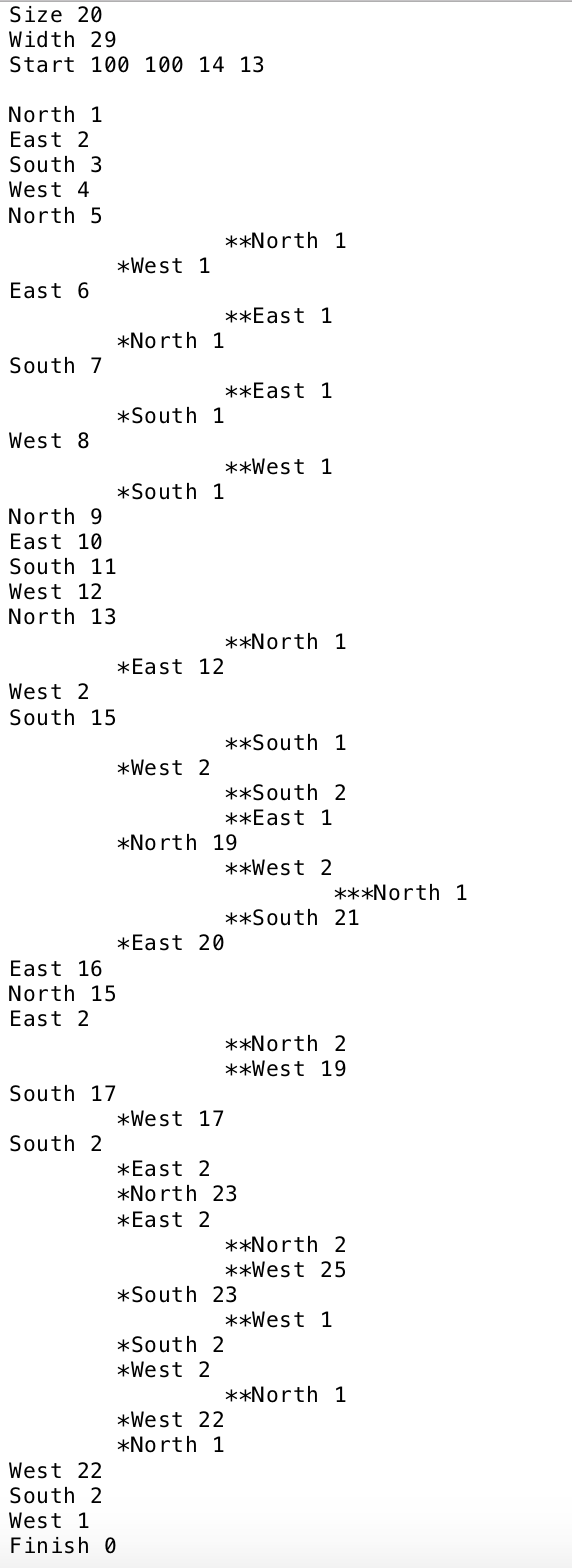 Size 20
Width 29
Start 100 100 14 13
North 1
East 2
South 3
West 4
North 5
**North 1
*West 1
East 6
**East 1
*North 1
South 7
**East 1
*South 1
West 8
**West 1
*South 1
North 9
East 10
South 11
West 12
North 13
**North 1
*East 12
West 2
South 15
**South 1
*West 2
**South 2
**East 1
*North 19
**West 2
***North 1
**South 21
*East 20
East 16
North 15
East 2
**North 2
**West 19
South 17
*West 17
South 2
*East 2
*North 23
*East 2
**North 2
**West 25
*South 23
**West 1
*South 2
*West 2
**North 1
*West 22
*North 1
West 22
South 2
West 1
Finish 0